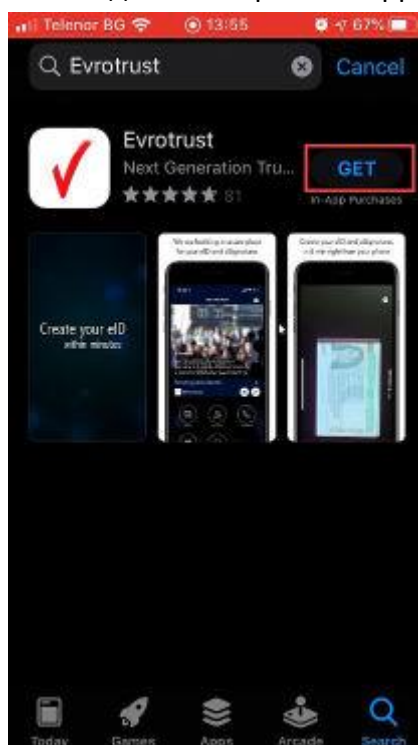 Telenor BG 13:55 67%
Evrotrust Cancel
Evrotrust
Next Generation Tru...
GET
81
In-App Purchases
Create your eID
within minutes
Today Games Apps Arcade Search